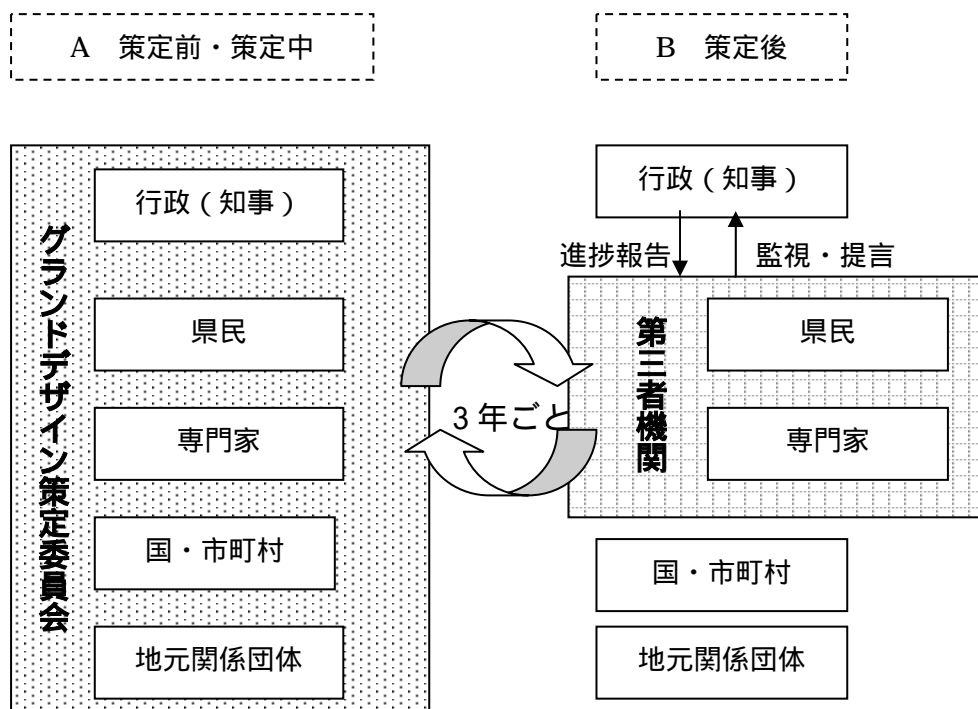 A 策定前・策定中
B 策定後
グランドデザイン策定委員会
行政（知事）
県民
専門家
国・市町村
地元関係団体
3年ごと
行政（知事）
進捗報告
監視・提言
第三者機関
県民
専門家
国・市町村
地元関係団体